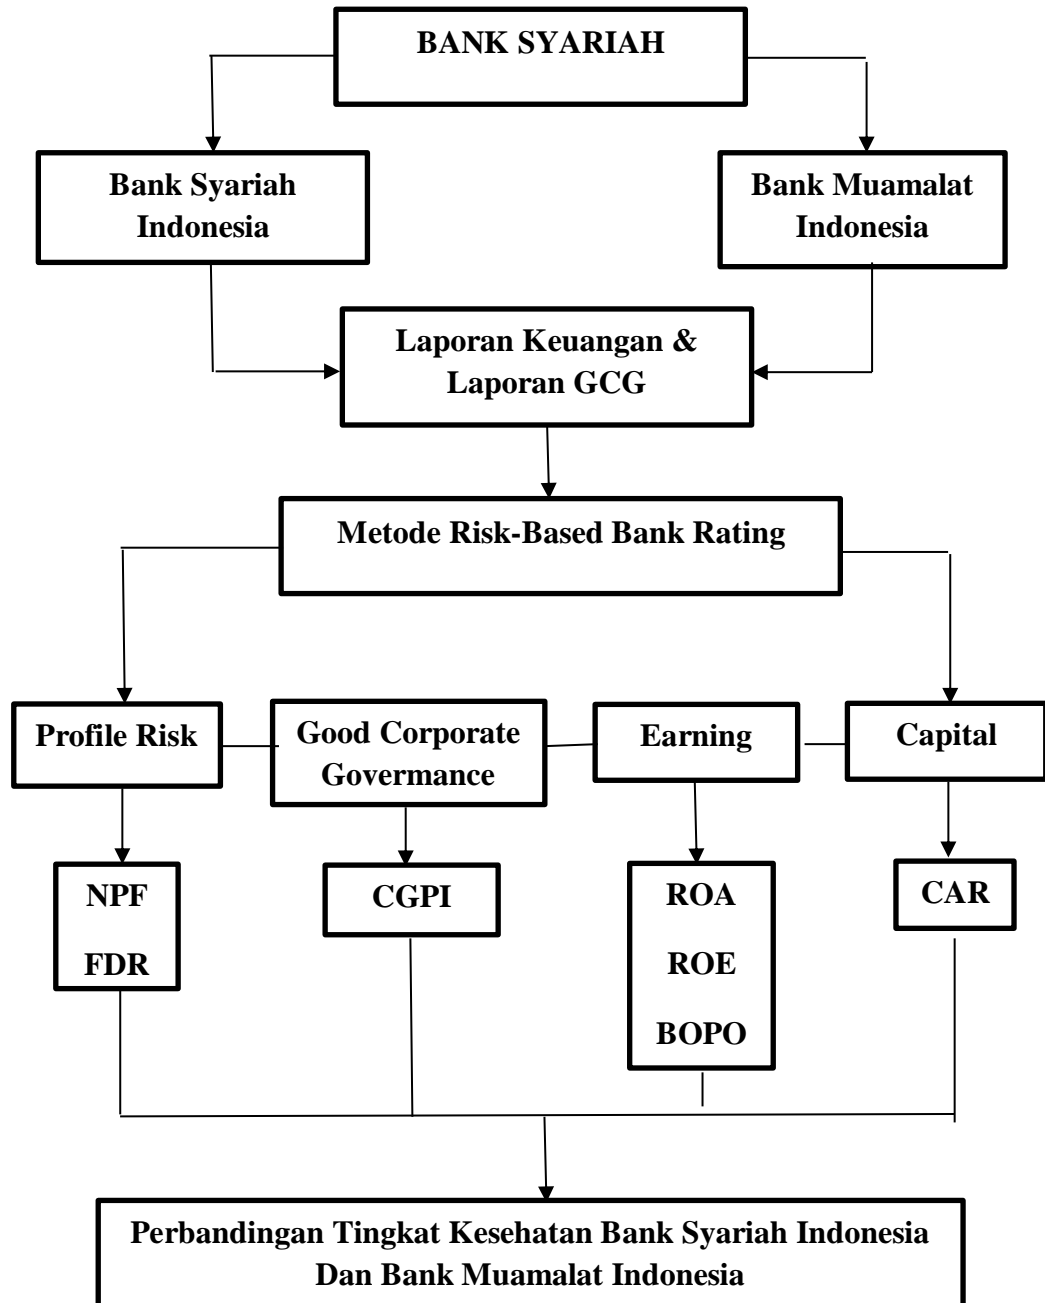 BANK SYARIAH
Bank Syariah
Indonesia
Bank Muamalat
Indonesia
Laporan Keuangan &
Laporan GCG
Metode Risk-Based Bank Rating
Profile Risk
Good Corporate
Govermance
Earning
Capital
NPF
FDR
CGPI
ROA
ROE
BOPO
CAR
Perbandingan Tingkat Kesehatan Bank Syariah Indonesia
Dan Bank Muamalat Indonesia